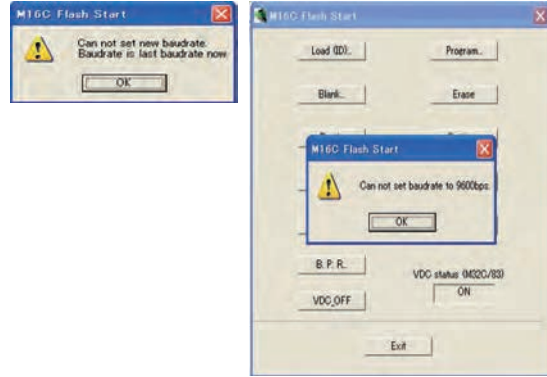 M16C Flash Start
Can not set new baudrate.
Baudrate is last baudrate now
OK
M16C Flash Start
Load (ID)..
Program..
Blank..
Erase
M16C Flash Start
Can not set baudrate to 9600bps.
OK
B. P. R.
VDC status (M32C/83)
VDC_OFF
ON
Exit